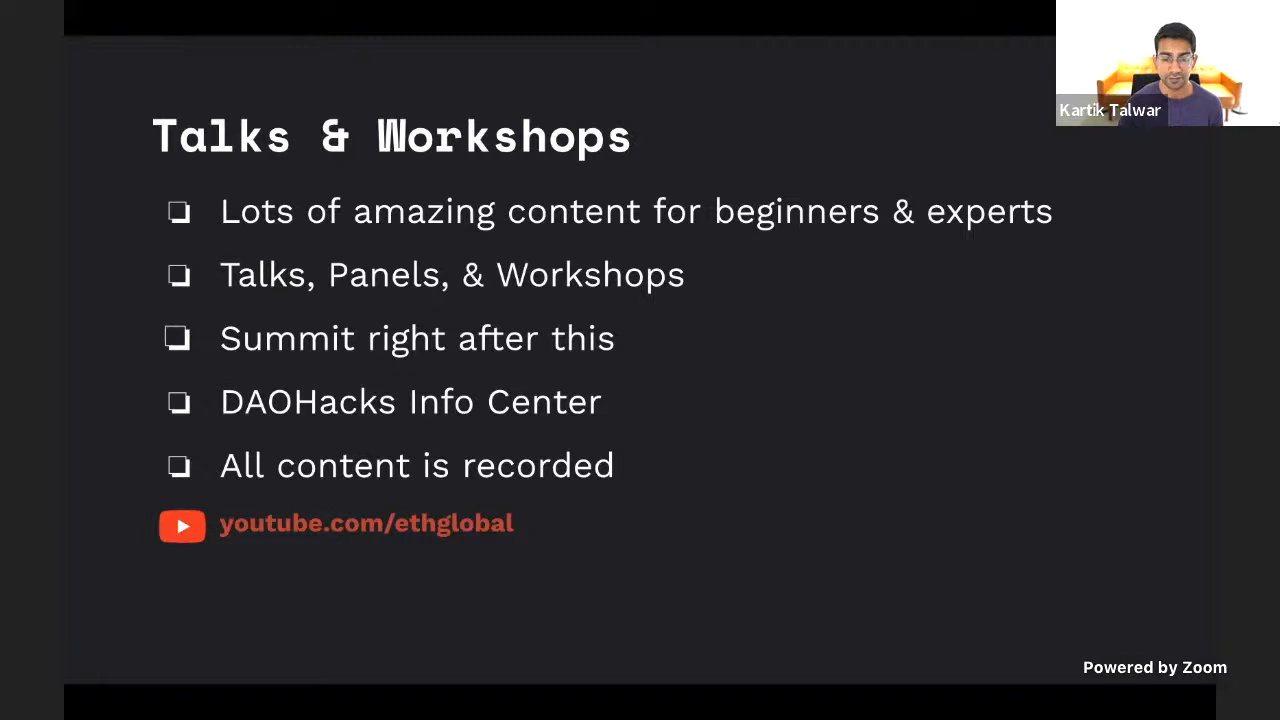 Kartik Talwar
Talks & Workshops
Lots of amazing content for beginners & experts
Talks, Panels, & Workshops
Summit right after this
DAOHacks Info Center
All content is recorded
youtube.com/ethglobal
Powered by Zoom